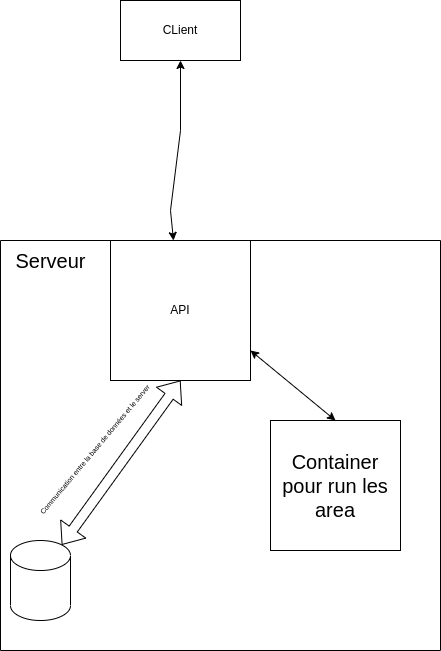 CLient
Serveur
API
Communication entre la base de données et le server
Container
pour run les
area